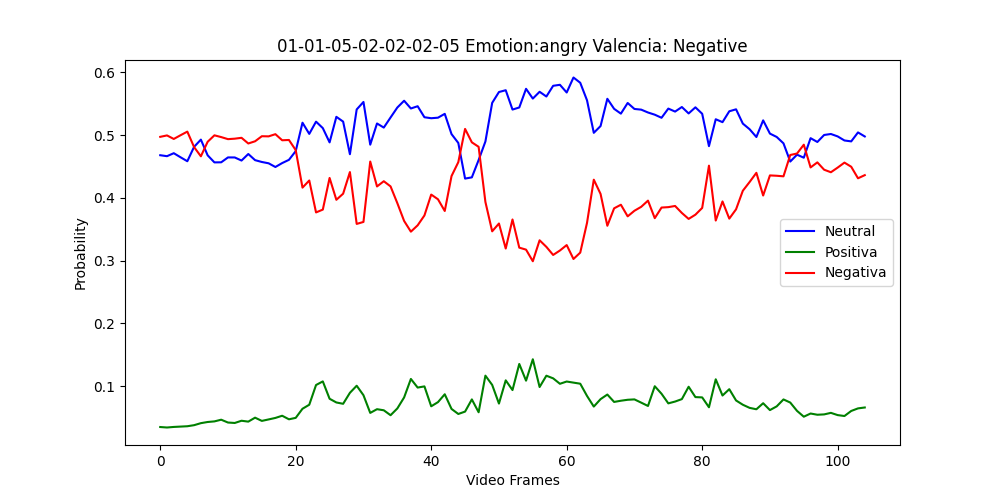 01-01-05-02-02-02-05 Emotion:angry Valencia: Negative
0.6
0.5
0.4
0.3
0.2
0.1
Probability
Neutral
Positiva
Negativa
0 20 40 60 80 100
Video Frames